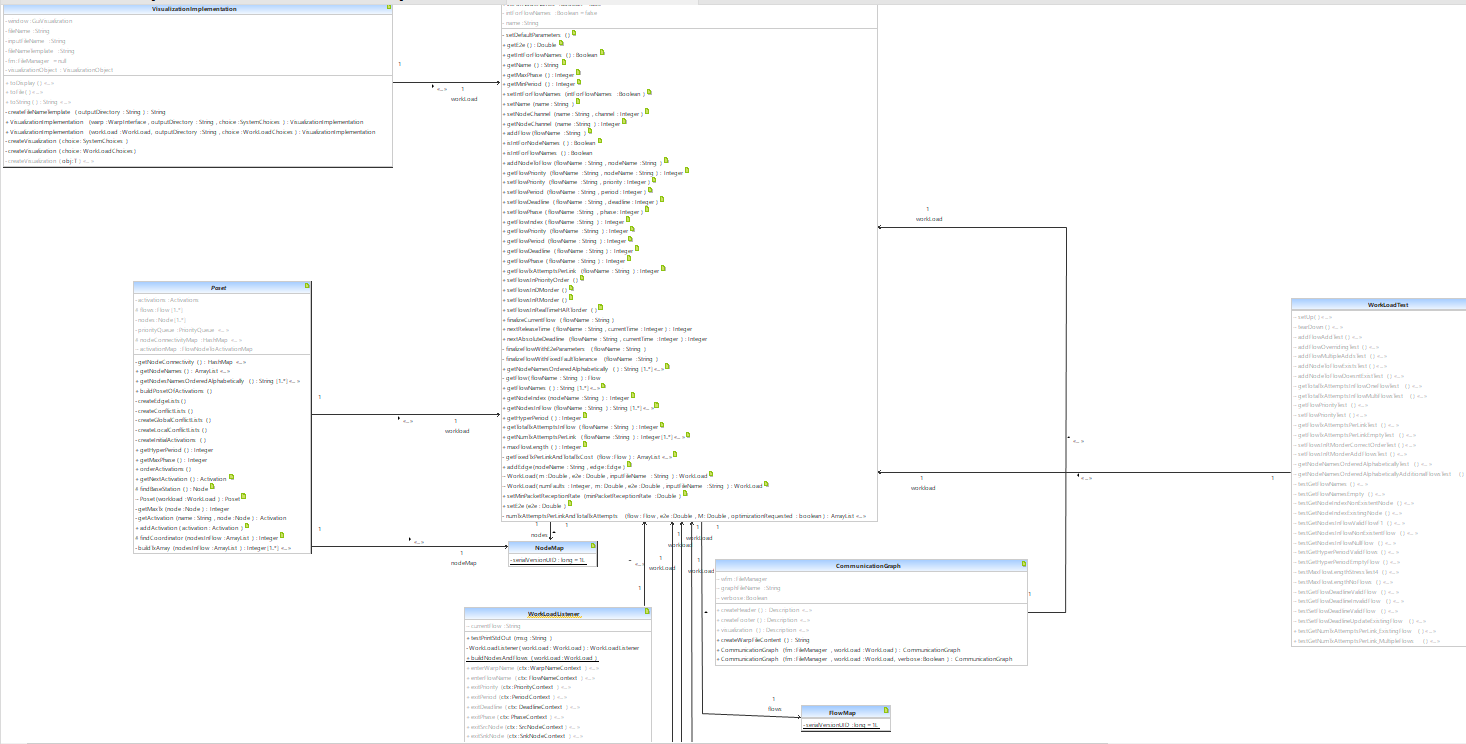 VisualizationImplementation
- window : GuiVisualization
- fileName : String
- inputFileName : String
- fileNameTemplate : String
- fm : FileManager = null
- visualizationObject : VisualizationObject
+ toDisplay () <...>
+ toFile () <...>
+ toString () : String <...>
- createFileNameTemplate ( outputDirectory : String ) : String
+ VisualizationImplementation (warp : WarpInterface , outputDirectory : String , choice : SystemChoices ) : VisualizationImplementation
+ VisualizationImplementation (workLoad : WorkLoad, outputDirectory : String , choice : WorkLoadChoices ) : VisualizationImplementation
- createVisualization ( choice : SystemChoices )
- createVisualization ( choice : WorkLoadChoices )
- createVisualization ( obj : T ) <...>
- intForFlowNames : Boolean = false
- name : String
- setDefaultParameters ()
+ getE2e () : Double
+ getIntForFlowNames () : Boolean
+ getName () : String
+ getMaxPhase () : Integer
+ getMinPeriod () : Integer
+ setIntForFlowNames (intForFlowNames : Boolean )
+ setName (name : String )
+ setNodeChannel (name : String , channel : Integer )
+ getNodeChannel (name : String ) : Integer
+ addFlow (flowName : String )
+ isIntForNodeNames () : Boolean
+ isIntForFlowNames () : Boolean
+ addNodeToFlow (flowName : String , nodeName : String )
+ getFlowPriority (flowName : String , nodeName : String ) : Integer
+ setFlowPriority (flowName : String , priority : Integer )
+ setFlowPeriod (flowName : String , period : Integer )
+ setFlowDeadline (flowName : String , deadline : Integer )
+ setFlowPhase (flowName : String , phase : Integer )
+ getFlowIndex (flowName : String ) : Integer
+ getFlowPriority (flowName : String ) : Integer
+ getFlowPeriod (flowName : String ) : Integer
+ getFlowDeadline (flowName : String ) : Integer
+ getFlowPhase (flowName : String ) : Integer
+ getFlowTxAttemptsPerLink (flowName : String ) : Integer
+ setFlowsInPriorityOrder ()
+ setFlowsInDMorder ()
+ setFlowsInRMorder ()
+ setFlowsInRealTimeHARTorder ()
+ finalizeCurrentFlow (flowName : String )
+ nextReleaseTime (flowName : String , currentTime : Integer ) : Integer
+ nextAbsoluteDeadline (flowName : String , currentTime : Integer ) : Integer
- finalizeFlowWithE2eParameters (flowName : String )
- finalizeFlowWithFixedFaultTolerance (flowName : String )
+ getNodeNamesOrderedAlphabetically () : String [1..*] <...>
- getFlow (flowName : String ) : Flow
+ getFlowNames () : String [1..*] <...>
+ getNodeIndex (nodeName : String ) : Integer
+ getNodesInFlow (flowName : String ) : String [1..*] <...>
+ getHyperPeriod () : Integer
+ getTotalTxAttemptsInFlow (flowName : String ) : Integer
+ getNumTxAttemptsPerLink (flowName : String ) : Integer [1..*] <...>
+ maxFlowLength () : Integer
- getFixedTxPerLinkAndTotalTxCost (flow : Flow ) : ArrayList <...>
+ addEdge (nodeName : String , edge : Edge )
- WorkLoad ( m : Double , e2e : Double , inputFileName : String ) : WorkLoad
- WorkLoad ( numFaults : Integer, m : Double , e2e : Double , inputFileName : String ) : WorkLoad
+ setMinPacketReceptionRate (minPacketReceptionRate : Double )
+ setE2e (e2e : Double )
- numTxAttemptsPerLinkAndTotalTxAttempts (flow : Flow , e2e : Double , M : Double , optimizationRequested : boolean ) : ArrayList <...>
1
<...> 1
workLoad
1
workLoad
Poset
- activations : Activations
# flows : Flow [1..*]
- nodes : Node [1..*]
- priorityQueue : PriorityQueue <...>
# nodeConnectivityMap : HashMap <...>
- activationMap : FlowNodeTxActivationMap
- getNodeConnectivity () : HashMap <...>
+ getNodeNames () : ArrayList <...>
+ getNodesNamesOrderedAlphabetically () : String [1..*] <...>
+ buildPosetOfActivations ()
- createEdgeLists ()
- createConflictLists ()
- createGlobalConflictLists ()
- createLocalConflictLists ()
- createInitialActivations ()
+ getHyperPeriod () : Integer
+ getMaxPhase () : Integer
+ orderActivations ()
+ getNextActivation () : Activation
# findBaseStation () : Node
~ Poset (workload : WorkLoad ) : Poset
- getMaxTx (node : Node ) : Integer
- getActivation (name : String , node : Node ) : Activation
+ addActivation (activation : Activation )
# findCoordinator (nodesInFlow : ArrayList ) : Integer
- buildTxArray (nodesInFlow : ArrayList ) : Integer [1..*] <...>
1
<...> 1
workload
1
<...>
1
nodeMap
WorkLoadTest
~ setUp () <...>
~ tearDown () <...>
~ addFlowAddTest () <...>
~ addFlowOverridingTest () <...>
~ addFlowMultipleAddsTest () <...>
~ addNodeToFlowExistsTest () <...>
~ addNodeToFlowDoesntExistTest () <...>
~ getTotalTxAttemptsInFlowOneFlowTest () <...>
~ getTotalTxAttemptsInFlowMultiFlowsTest () <...>
~ getFlowPriorityTest () <...>
~ setFlowPriorityTest () <...>
~ getFlowTxAttemptsPerLinkTest () <...>
~ getFlowTxAttemptsPerLinkEmptyTest () <...>
~ setFlowsInRMorderCorrectOrderTest () <...>
~ setFlowsInRMorderAddFlowsTest () <...>
~ getNodeNamesOrderedAlphabeticallyTest () <...>
~ getNodeNamesOrderedAlphabeticallyAdditionalFlowsTest ()
~ testGetFlowNames () <...>
~ testGetFlowNamesEmpty () <...>
~ testGetNodeIndexNonExistentNode () <...>
~ testGetNodeIndexExistingNode () <...>
~ testGetNodesInFlowValidFlowF1 () <...>
~ testGetNodesInFlowNonExistentFlow () <...>
~ testGetNodesInFlowNullFlow () <...>
~ testGetHyperPeriodValidFlows () <...>
~ testGetHyperPeriodEmptyFlow () <...>
~ testMaxFlowLengthStressTest4 () <...>
~ testMaxFlowLengthNoFlows () <...>
~ testGetFlowDeadlineValidFlow () <...>
~ testGetFlowDeadlineInvalidFlow () <...>
~ testSetFlowDeadlineValidFlow () <...>
~ testSetFlowDeadlineUpdateExistingFlow () <...>
~ testGetNumTxAttemptsPerLink_ExistingFlow () <...>
~ testGetNumTxAttemptsPerLink_MultipleFlows () <...>
<...>
1
workload
<...>
1
1
nodes
NodeMap
- serialVersionUID : long = 1L
workLoad
workLoad
workLoad
workLoad
CommunicationGraph
~ wfm : FileManager
- graphFileName : String
- verbose : Boolean
+ createHeader () : Description <...>
+ createFooter () : Description <...>
+ visualization () : Description <...>
+ createWarpFileContent () : String
+ CommunicationGraph (fm : FileManager , workLoad : WorkLoad ) : CommunicationGraph
+ CommunicationGraph (fm : FileManager , workLoad : WorkLoad, verbose : Boolean ) : CommunicationGraph
1
WorkLoadListener
- currentFlow : String
+ testPrintStdOut (msg : String )
- WorkLoadListener (workLoad : WorkLoad ) : WorkLoadListener
+ buildNodesAndFlows (workLoad : WorkLoad )
+ enterWarpName ( ctx : WarpNameContext ) <...>
+ enterFlowName ( ctx : FlowNameContext ) <...>
+ exitPriority ( ctx : PriorityContext ) <...>
+ exitPeriod ( ctx : PeriodContext ) <...>
+ exitDeadline ( ctx : DeadlineContext ) <...>
+ exitPhase ( ctx : PhaseContext ) <...>
+ exitSrcNode ( ctx : SrcNodeContext ) <...>
+ exitSnkNode ( ctx : SnkNodeContext ) <...>
1
flows
FlowMap
- serialVersionUID : long = 1L